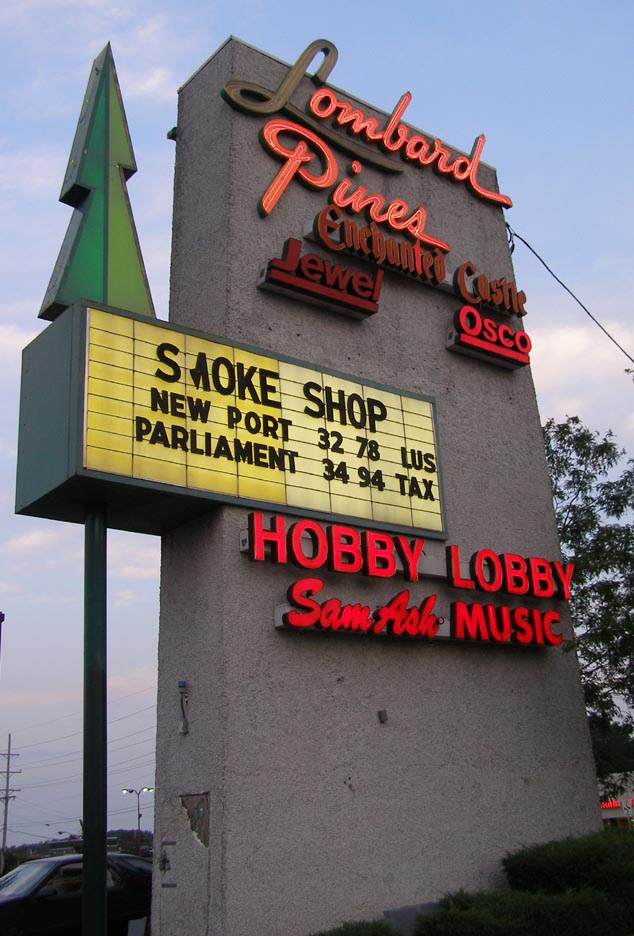 Lombard
Pines
Enchanted Castle
Jewel
Osco
SMOKE SHOP
NEW PORT 32 78 LUS
PARLIAMENT 34 94 TAX
HOBBY LOBBY
Sam Ash MUSIC